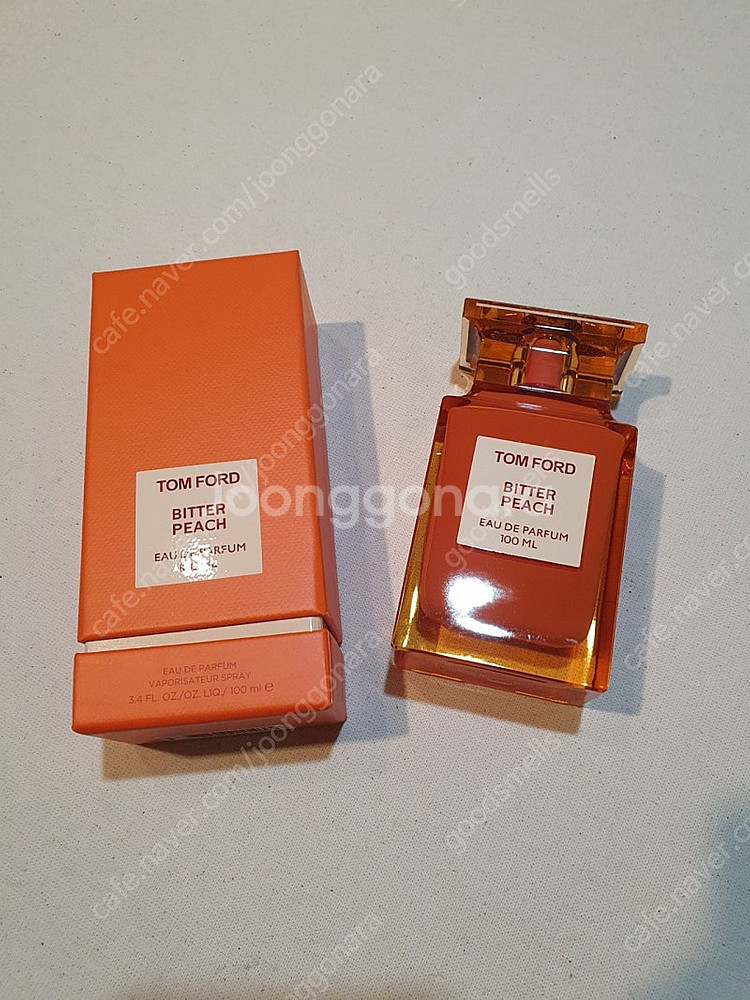 TOM FORD
BITTER
PEACH
EAU DE PARFUM
EAU DE PARFUM
VAPORISATEUR SPRAY
3.4 FL. OZ./OZ. LIQ./ 100 ml ℮
TOM FORD
BITTER
PEACH
EAU DE PARFUM
100 ML
joonggonara
cafe.naver.com/joonggonara
goodsmells